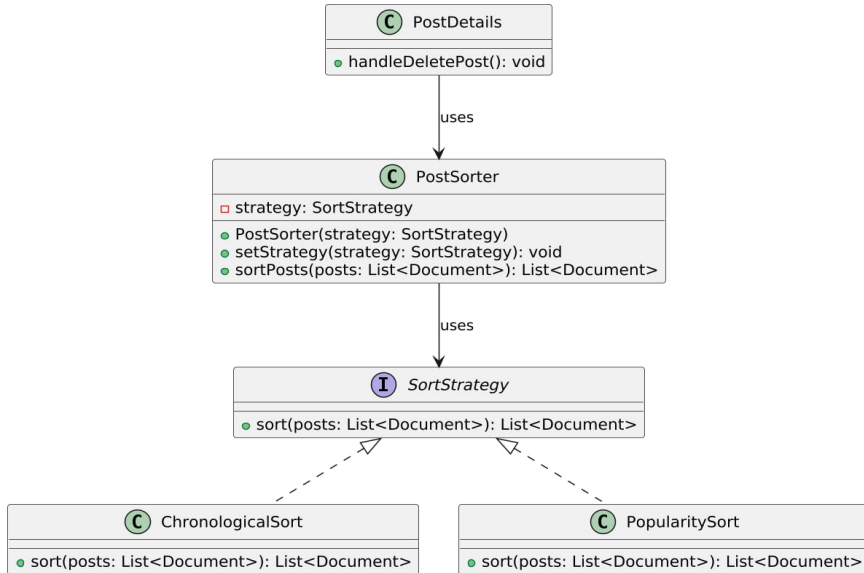 C PostDetails
handleDeletePost(): void
uses
C PostSorter
strategy: SortStrategy
PostSorter(strategy: SortStrategy)
setStrategy(strategy: SortStrategy): void
sortPosts(posts: List<Document>): List<Document>
uses
I SortStrategy
sort(posts: List<Document>): List<Document>
C ChronologicalSort
sort(posts: List<Document>): List<Document>
C PopularitySort
sort(posts: List<Document>): List<Document>